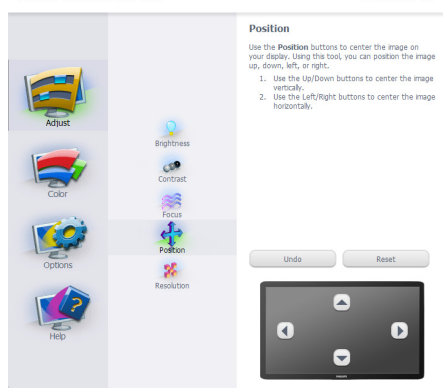 Adjust
Color
Options
Help
Brightness
Contrast
Focus
Position
Resolution
Position
Use the Position buttons to center the image on
your display. Using this tool, you can position the image
up, down, left, or right.
1. Use the Up/Down buttons to center the image
vertically.
2. Use the Left/Right buttons to center the image
horizontally.
Undo
Reset
PHILIPS